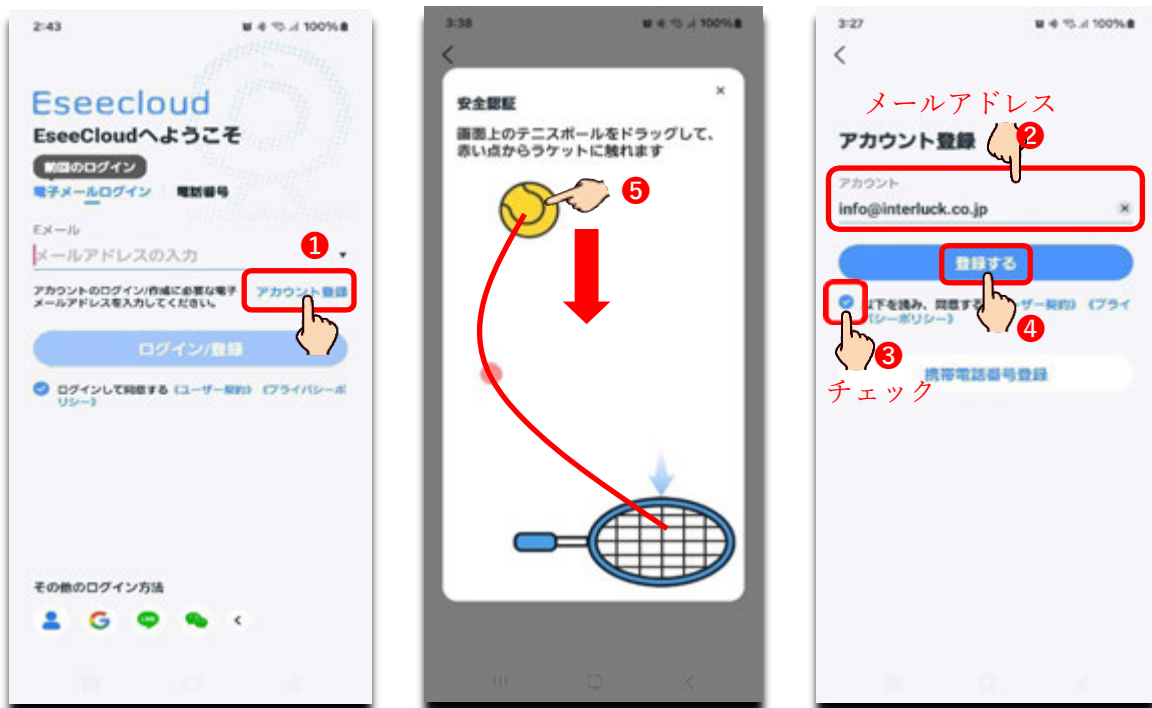 2:43
100%
Eseecloud
EseeCloudへようこそ
前回のログイン
電子メールログイン
電話番号
Eメール
メールアドレスの入力
❶
アカウントのログイン/作成に必要な電子
メールアドレスを入力してください。
アカウント登録
ログイン/登録
ログインして同意する《ユーザー契約》《プライバシーポ
リシー》
その他のログイン方法
3:38
100%
安全認証
×
画面上のテニスボールをドラッグして、
赤い点からラケットに触れます
❺
3:27
100%
メールアドレス
❷
アカウント登録
アカウント
info@interluck.co.jp
登録する
以下を読み、同意する
ーザー契約》《プライ
バシーポリシー》
❹
❸
チェック
携帯電話番号登録